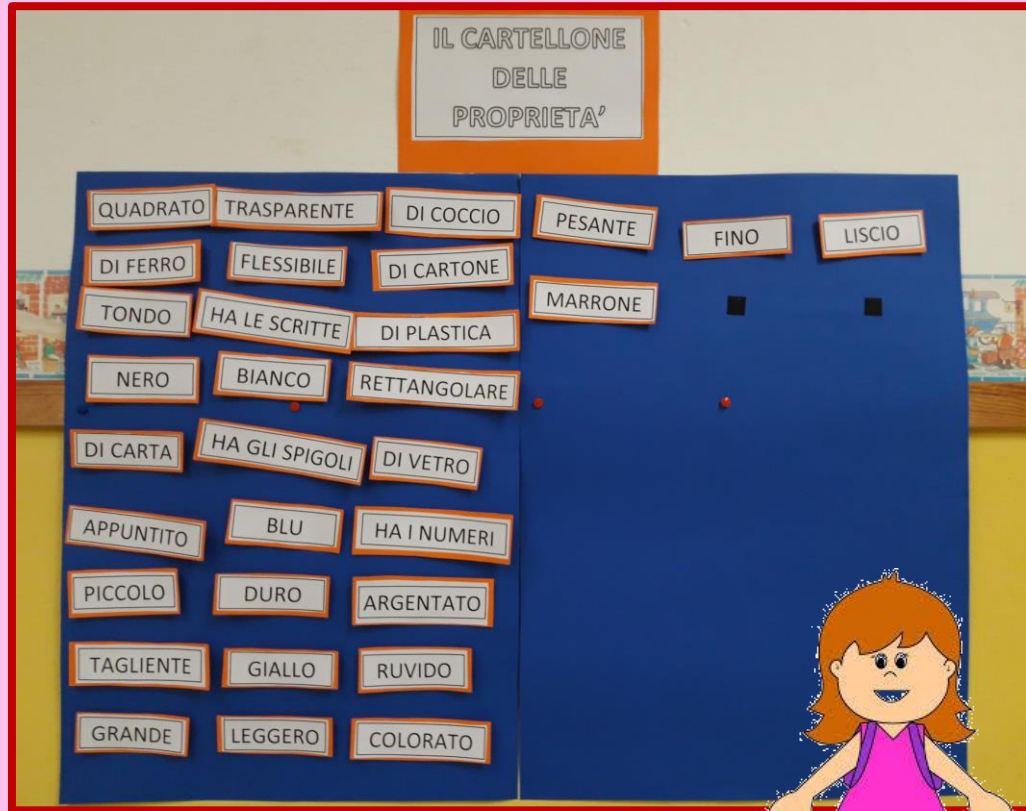 IL CARTELLONE
DELLE
PROPRIETA’
QUADRATO TRASPARENTE DI COCCIO PESANTE FINO LISCIO
DI FERRO FLESSIBILE DI CARTONE MARRONE
TONDO HA LE SCRITTE DI PLASTICA
NERO BIANCO RETTANGOLARE
DI CARTA HA GLI SPIGOLI DI VETRO
APPUNTITO BLU HA I NUMERI
PICCOLO DURO ARGENTATO
TAGLIENTE GIALLO RUVIDO
GRANDE LEGGERO COLORATO